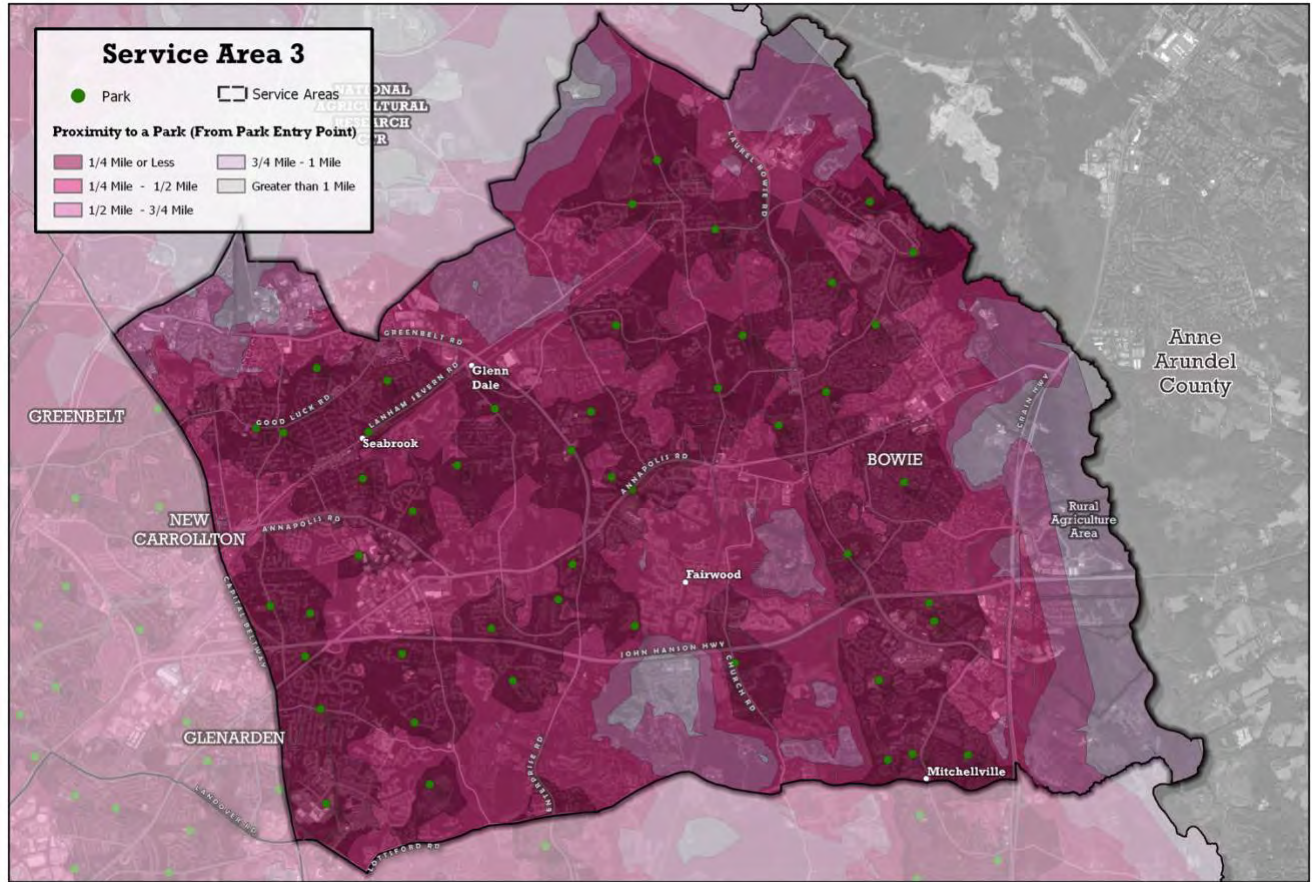 Service Area 3
Park
Service Areas
Proximity to a Park (From Park Entry Point)
1/4 Mile or Less
3/4 Mile - 1 Mile
1/4 Mile - 1/2 Mile
Greater than 1 Mile
1/2 Mile - 3/4 Mile
NATIONAL
AGRICULTURAL
RESEARCH
CTR
LAUREL BOWIE RD
GREENBELT RD
Glenn
Dale
LANHAM SEVERN RD
GOOD LUCK RD
Seabrook
GREENBELT
Anne
Arundel
County
CRAIN HWY
ANNAPOLIS RD
BOWIE
NEW
CARROLLTON
ANNAPOLIS RD
Rural
Agriculture
Area
Fairwood
CAPITAL BELTWAY
JOHN HANSON HWY
CHURCH RD
GLENARDEN
ENTERPRISE RD
Mitchellville
LANDOVER RD
LOTTSFORD RD